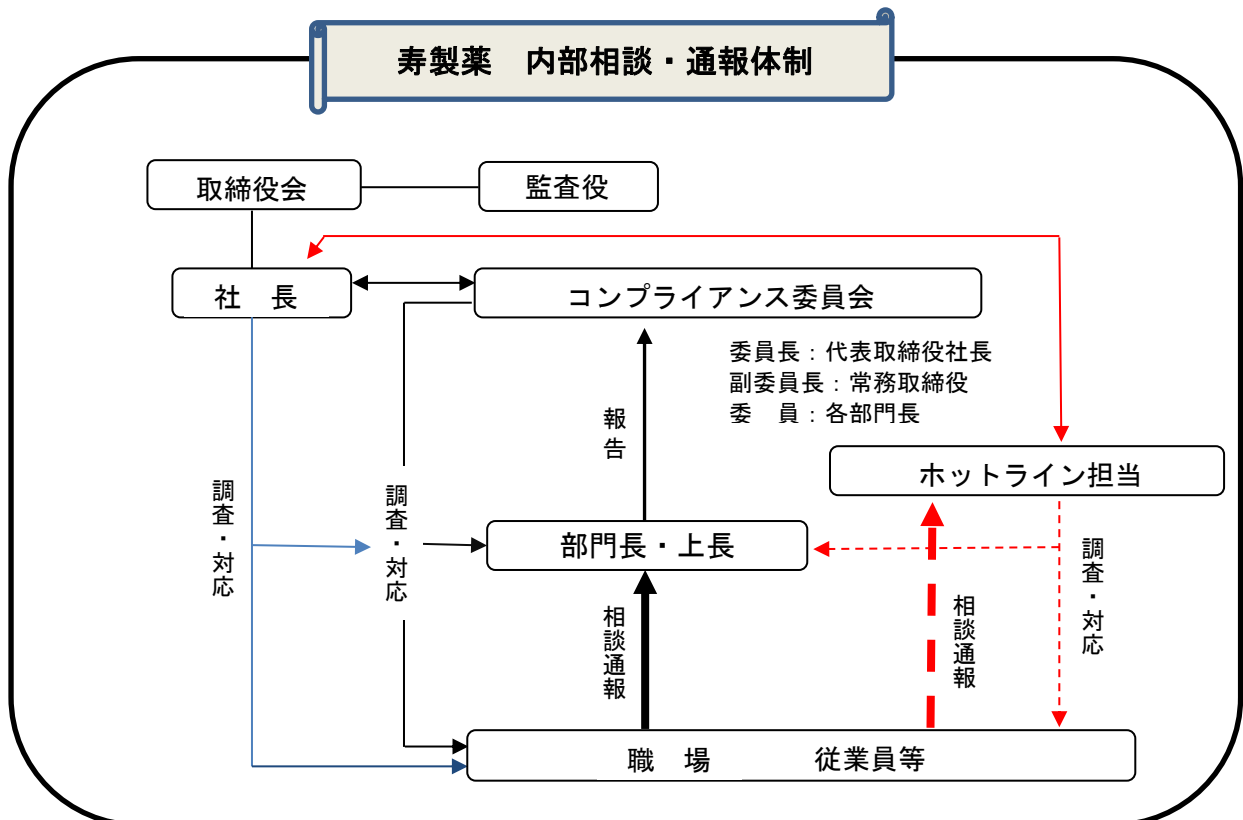 寿製薬　内部相談・通報体制
取締役会
監査役
社　長
コンプライアンス委員会
委員長：代表取締役社長
副委員長：常務取締役
委　員：各部門長
報告
ホットライン担当
調査・対応
調査・対応
部門長・上長
調査・対応
相談通報
相談通報
職　場　　　従業員等